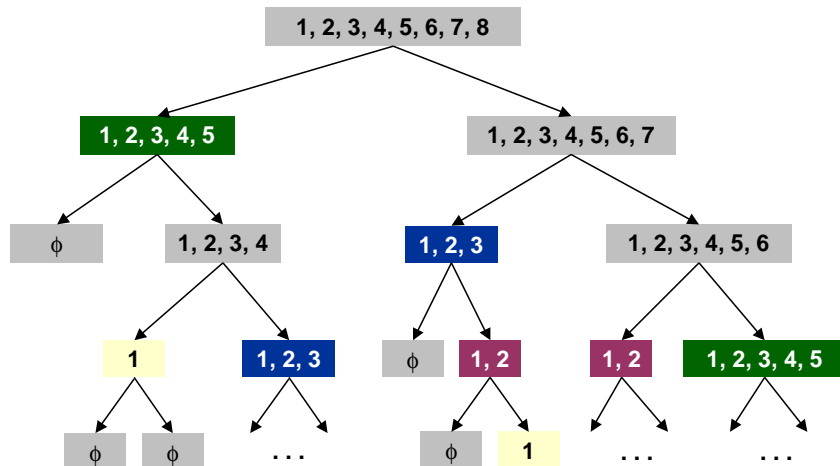 1, 2, 3, 4, 5, 6, 7, 8
1, 2, 3, 4, 5
1, 2, 3, 4, 5, 6, 7
ϕ
1, 2, 3, 4
1, 2, 3
1, 2, 3, 4, 5, 6
1
1, 2, 3
ϕ
1, 2
1, 2
1, 2, 3, 4, 5
ϕ
ϕ
. . .
ϕ
1
. . .
. . .